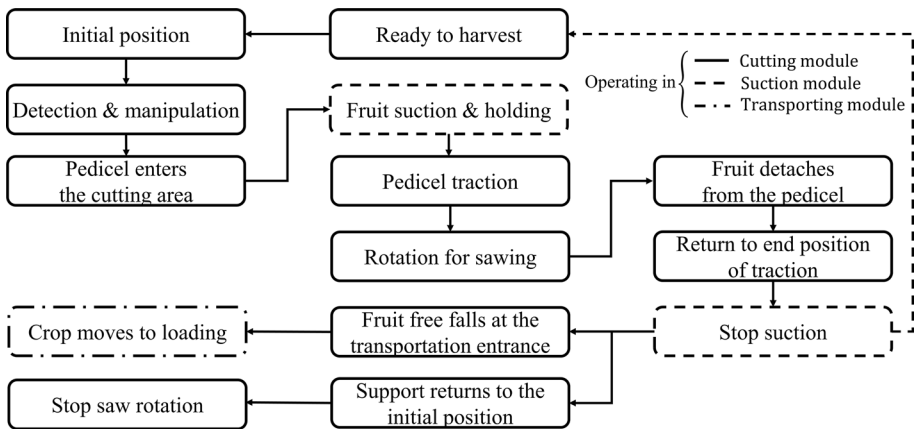 Initial position
Ready to harvest
Operating in
Cutting module
Suction module
Transporting module
Detection & manipulation
Fruit suction & holding
Pedicel enters
the cutting area
Pedicel traction
Fruit detaches
from the pedicel
Rotation for sawing
Return to end position
of traction
Crop moves to loading
Fruit free falls at the
transportation entrance
Stop suction
Stop saw rotation
Support returns to the
initial position